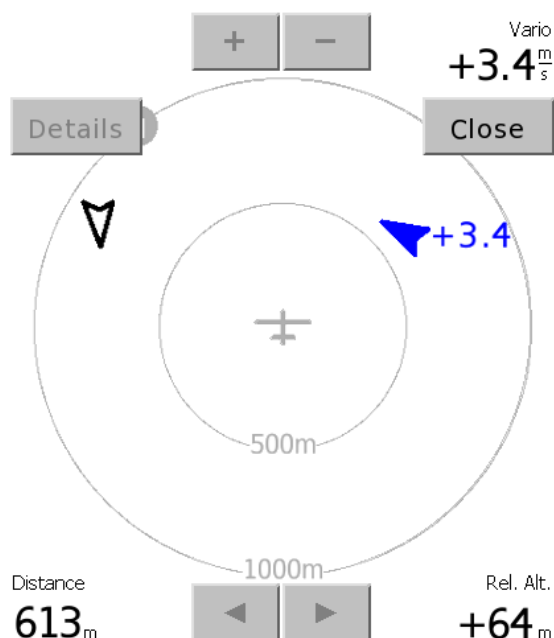 + −
Vario
+3.4 m/s
Details
Close
+3.4
500m
1000m
Distance
613m
Rel. Alt.
+64m